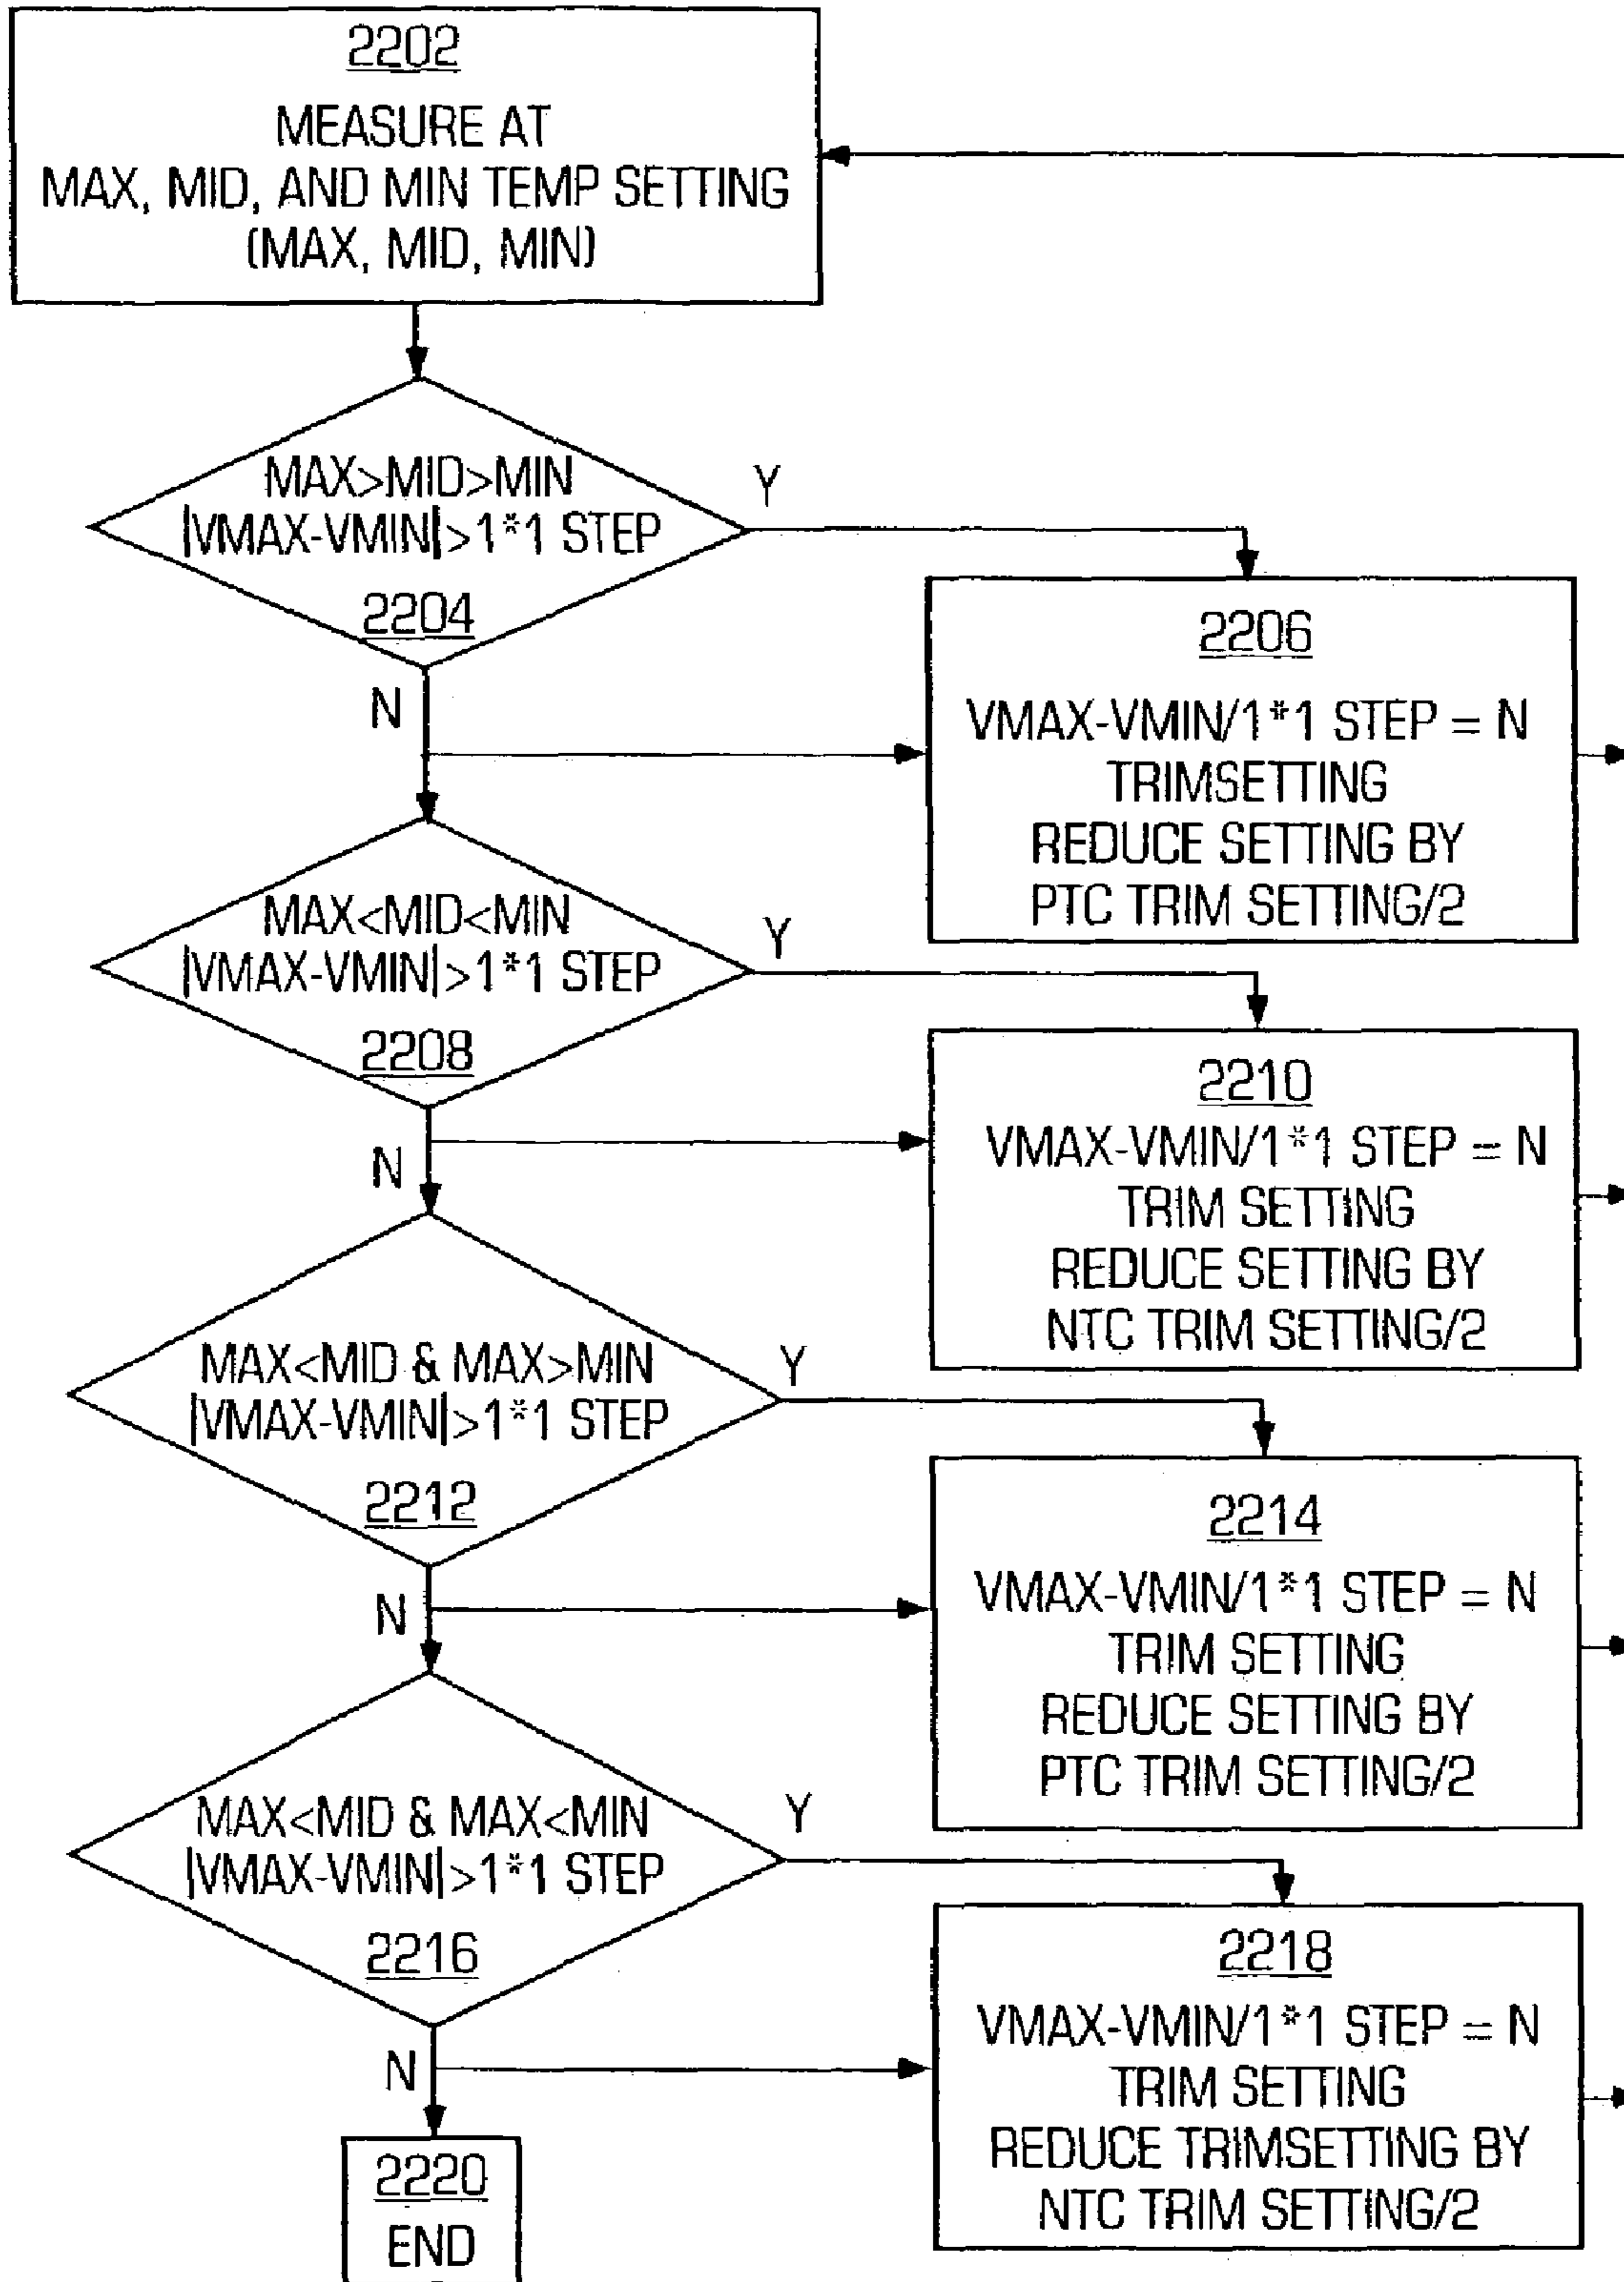 2202
MEASURE AT
MAX, MID, AND MIN TEMP SETTING
(MAX, MID, MIN)
MAX>MID>MIN
|VMAX-VMIN|>1*1 STEP
2204
Y
N
2206
VMAX-VMIN/1*1 STEP = N
TRIMSETTING
REDUCE SETTING BY
PTC TRIM SETTING/2
MAX<MID<MIN
|VMAX-VMIN|>1*1 STEP
2208
Y
N
2210
VMAX-VMIN/1*1 STEP = N
TRIM SETTING
REDUCE SETTING BY
NTC TRIM SETTING/2
MAX<MID & MAX>MIN
|VMAX-VMIN|>1*1 STEP
2212
Y
N
2214
VMAX-VMIN/1*1 STEP = N
TRIM SETTING
REDUCE SETTING BY
PTC TRIM SETTING/2
MAX<MID & MAX<MIN
|VMAX-VMIN|>1*1 STEP
2216
Y
N
2218
VMAX-VMIN/1*1 STEP = N
TRIM SETTING
REDUCE TRIMSETTING BY
NTC TRIM SETTING/2
2220
END